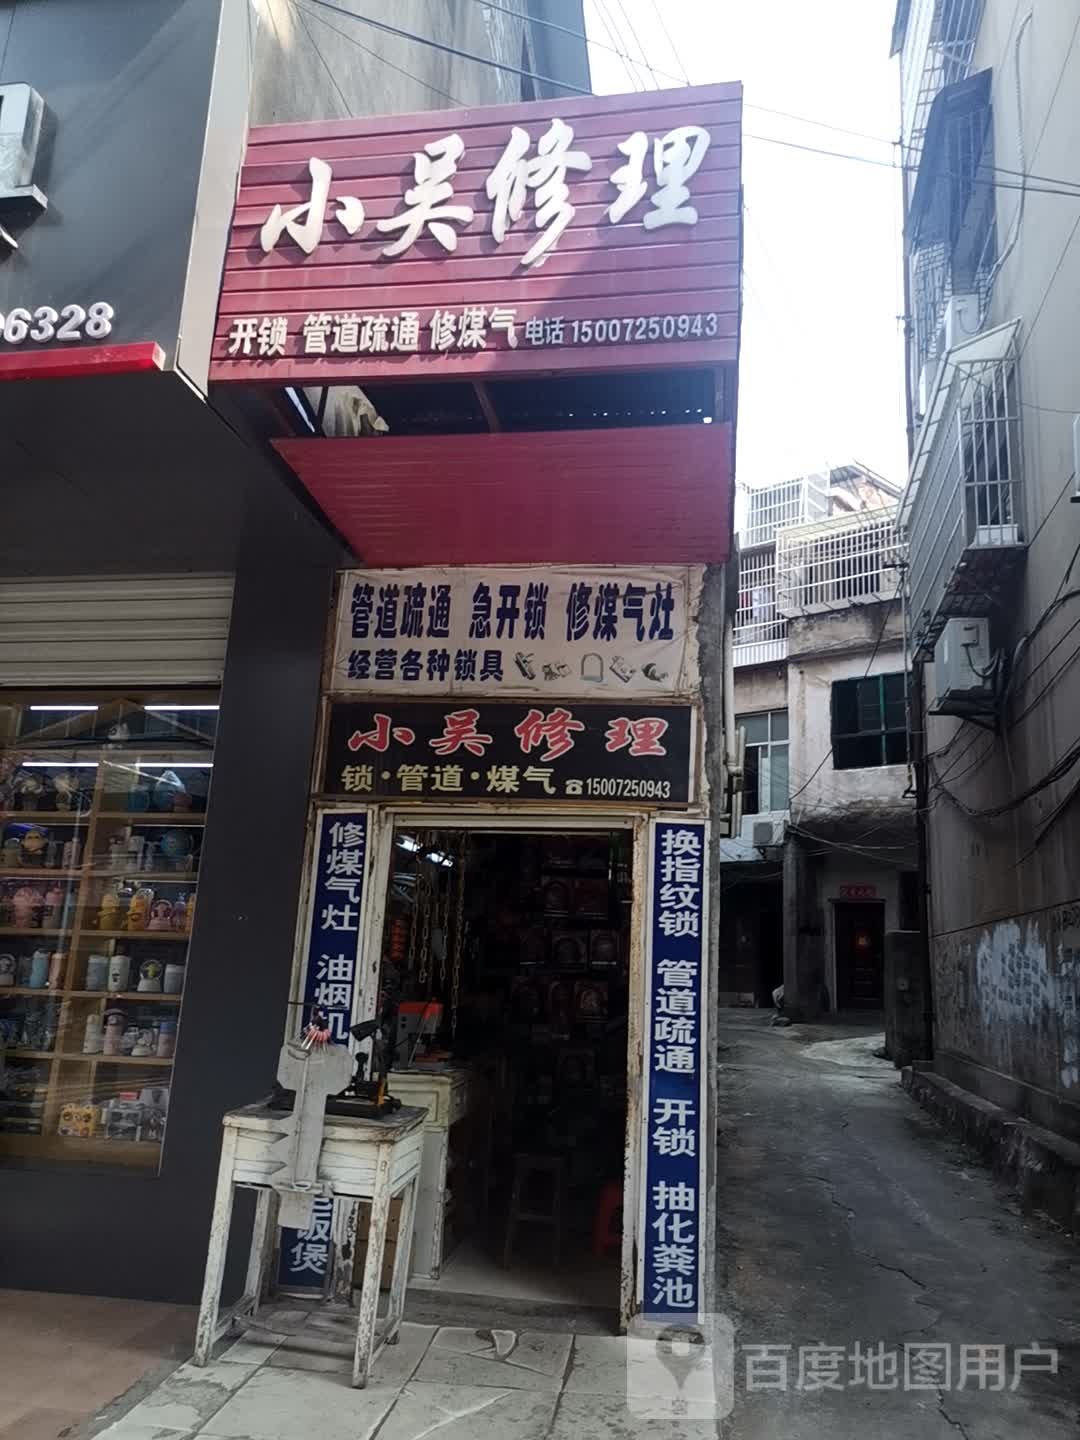 小吴修理
开锁 管道疏通 修煤气 电话 15007250943
6328
管道疏通 急开锁 修煤气灶
经营各种锁具
小吴修理
锁·管道·煤气 ☎15007250943
修煤气灶 油烟机
饭煲
换指纹锁 管道疏通 开锁 抽化粪池
百度地图用户